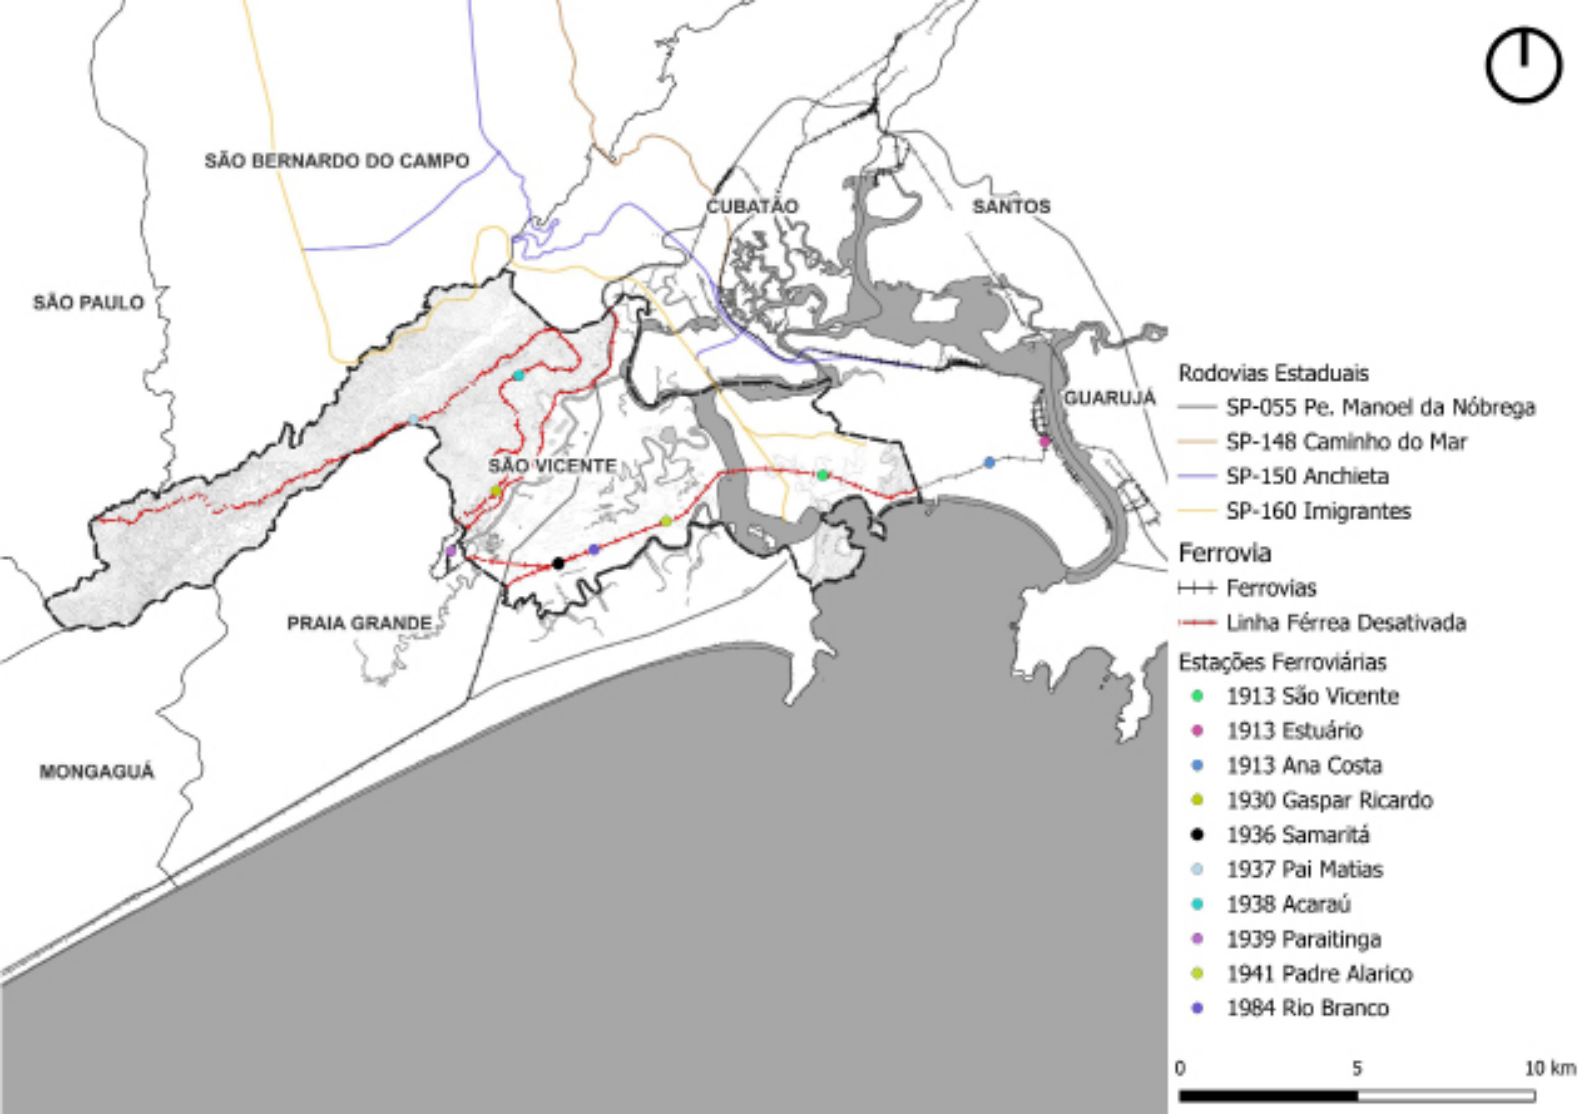 SÃO BERNARDO DO CAMPO
CUBATÃO
SANTOS
SÃO PAULO
GUARUJÁ
SÃO VICENTE
PRAIA GRANDE
MONGAGUÁ
Rodovias Estaduais
SP-055 Pe. Manoel da Nóbrega
SP-148 Caminho do Mar
SP-150 Anchieta
SP-160 Imigrantes
Ferrovia
Ferrovias
Linha Férrea Desativada
Estações Ferroviárias
1913 São Vicente
1913 Estuário
1913 Ana Costa
1930 Gaspar Ricardo
1936 Samaritá
1937 Pai Matias
1938 Acaraú
1939 Paraitinga
1941 Padre Alarico
1984 Rio Branco
0 5 10 km